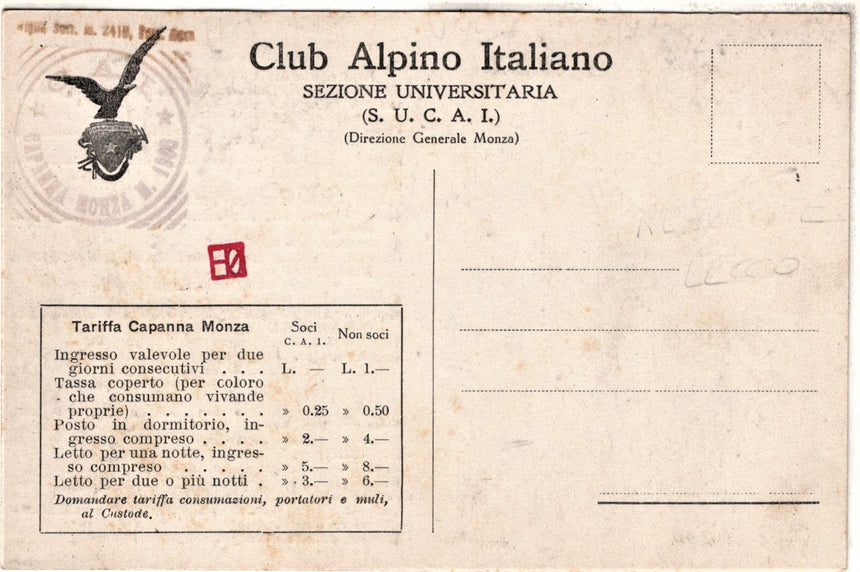 Club Alpino Italiano
SEZIONE UNIVERSITARIA
(S. U. C. A. I.)
(Direzione Generale Monza)
CAPANNA MONZA M. 1900
Tariffa Capanna Monza Soci C. A. I. Non soci
Ingresso valevole per due
giorni consecutivi . . . L. — L. 1.—
Tassa coperto (per coloro
che consumano vivande
proprie) . . . . . . . » 0.25 » 0.50
Posto in dormitorio, in-
gresso compreso . . . . » 2.— » 4.—
Letto per una notte, ingres-
so compreso . . . . . » 5.— » 8.—
Letto per due o più notti . » 3.— » 6.—
Domandare tariffa consumazioni, portatori e muli,
al Custode.
LECCO